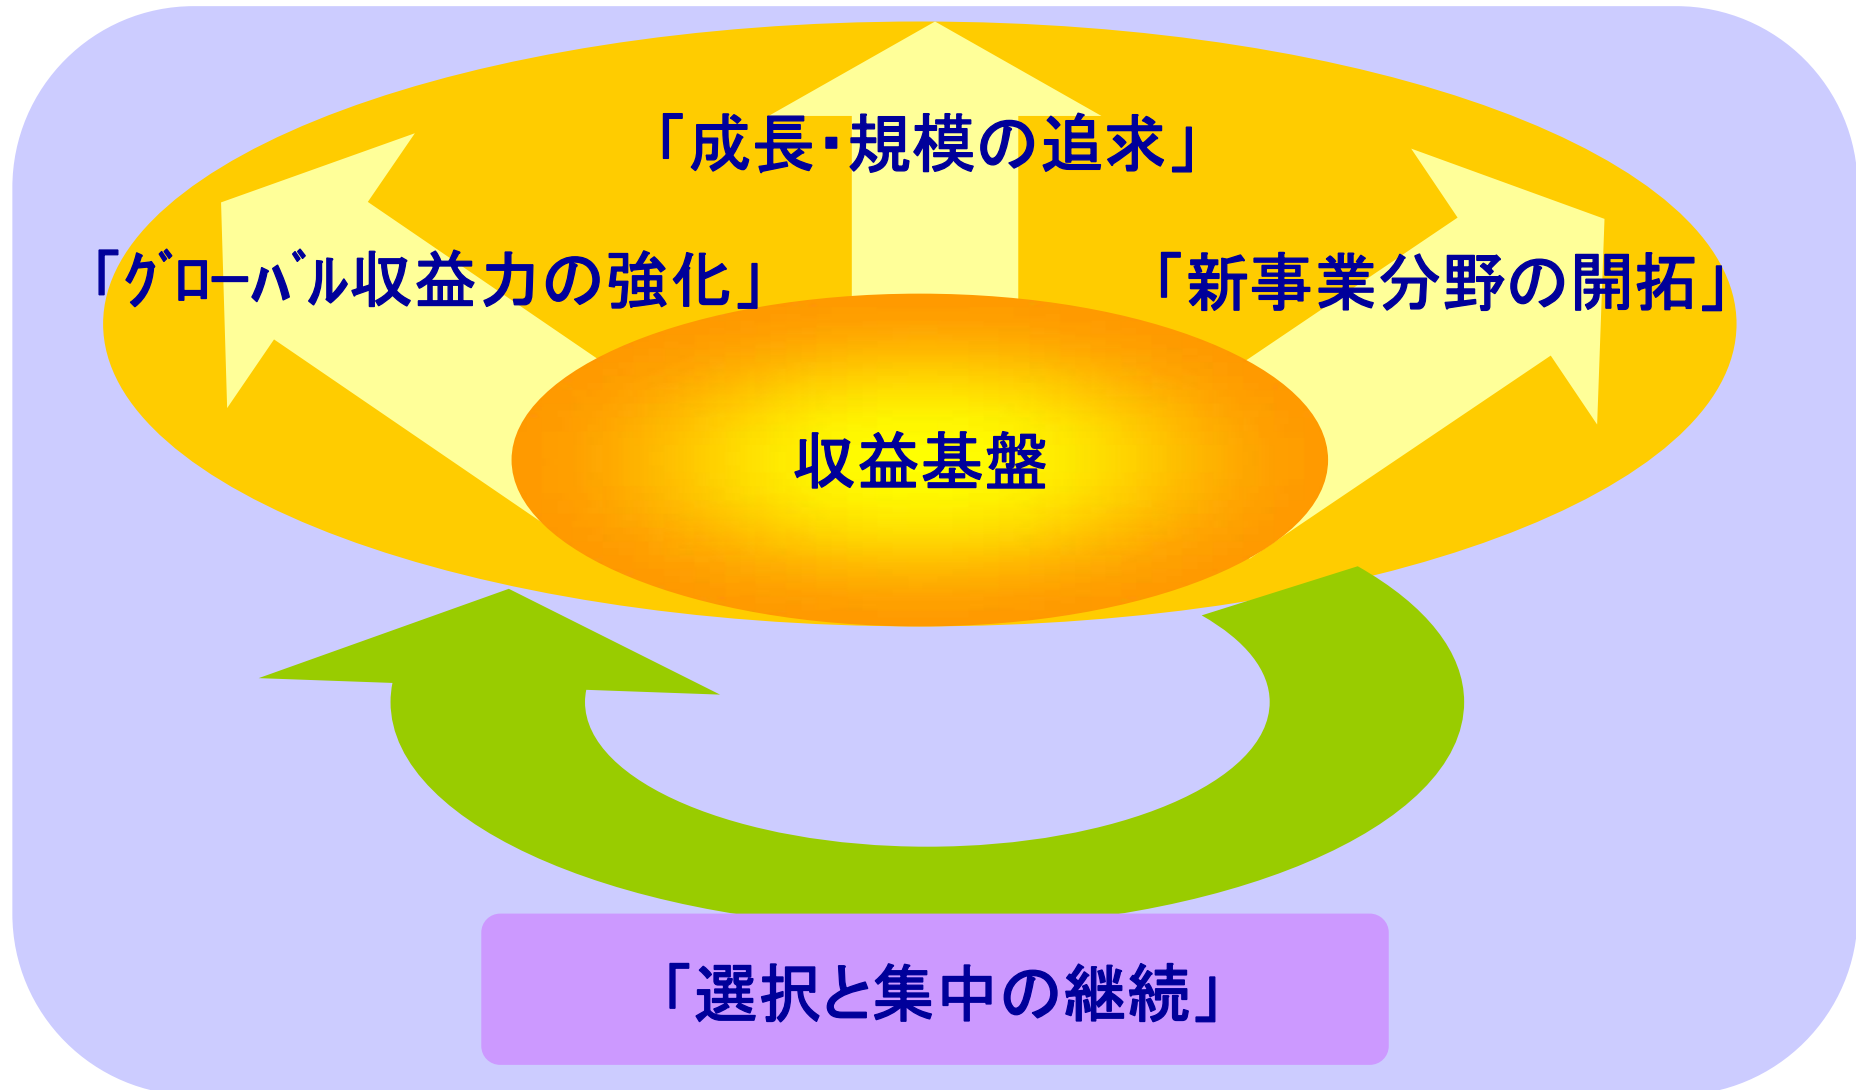 「成長・規模の追求」
「ｸﾞﾛｰﾊﾞﾙ収益力の強化」
「新事業分野の開拓」
収益基盤
「選択と集中の継続」